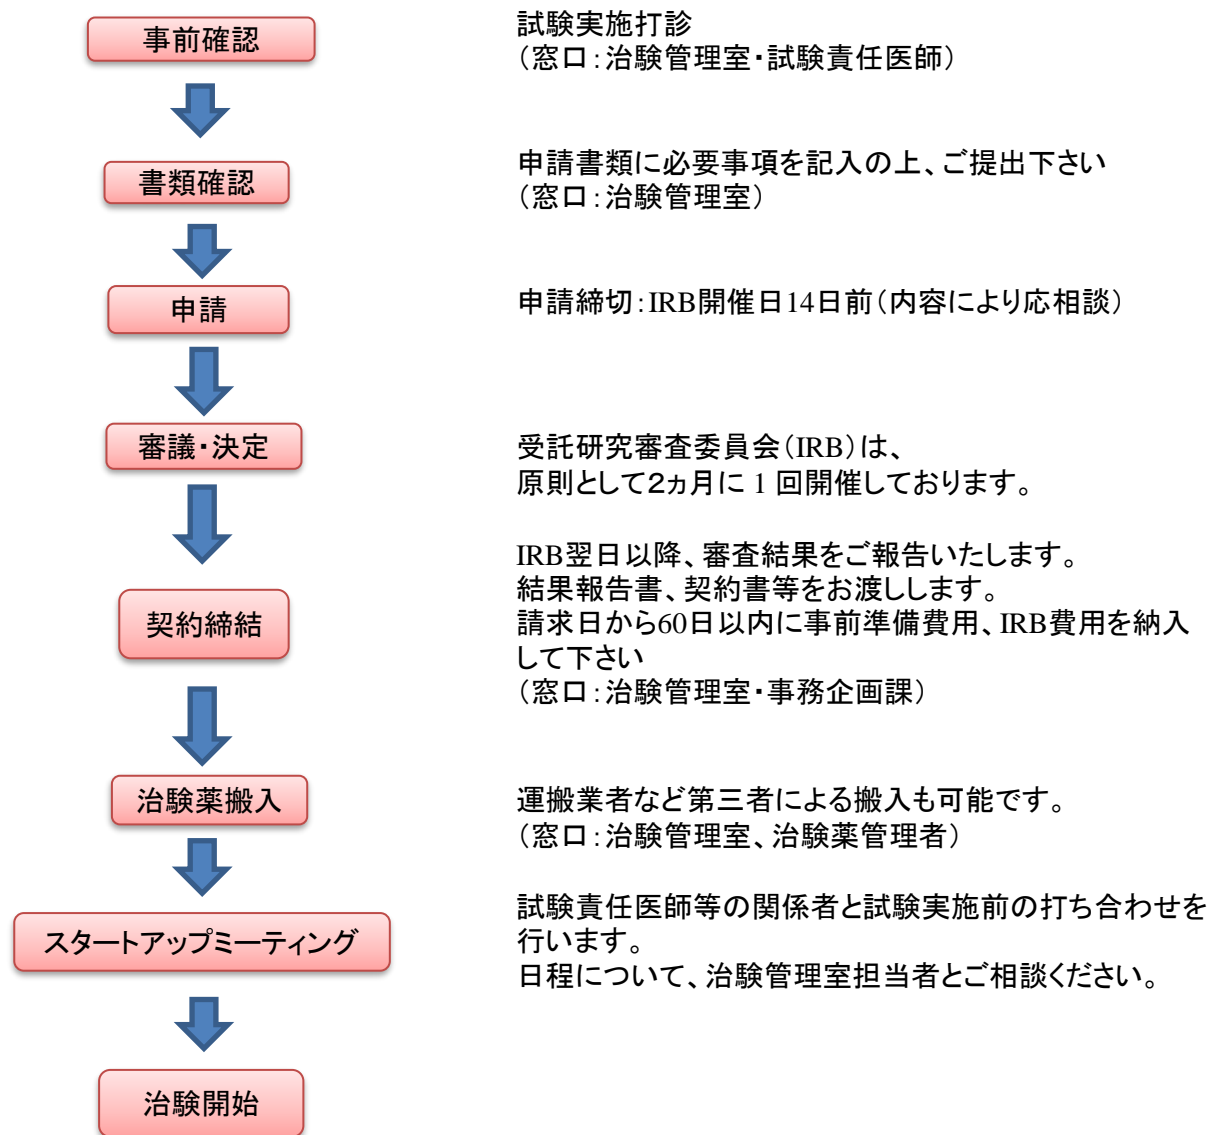 事前確認
試験実施打診
（窓口：治験管理室・試験責任医師）
書類確認
申請書類に必要事項を記入の上、ご提出下さい
（窓口：治験管理室）
申請
申請締切：IRB開催日14日前（内容により応相談）
審議・決定
受託研究審査委員会（IRB）は、
原則として２ヵ月に 1 回開催しております。
契約締結
IRB翌日以降、審査結果をご報告いたします。
結果報告書、契約書等をお渡しします。
請求日から60日以内に事前準備費用、IRB費用を納入
して下さい
（窓口：治験管理室・事務企画課）
治験薬搬入
運搬業者など第三者による搬入も可能です。
（窓口：治験管理室、治験薬管理者）
スタートアップミーティング
試験責任医師等の関係者と試験実施前の打ち合わせを
行います。
日程について、治験管理室担当者とご相談ください。
治験開始